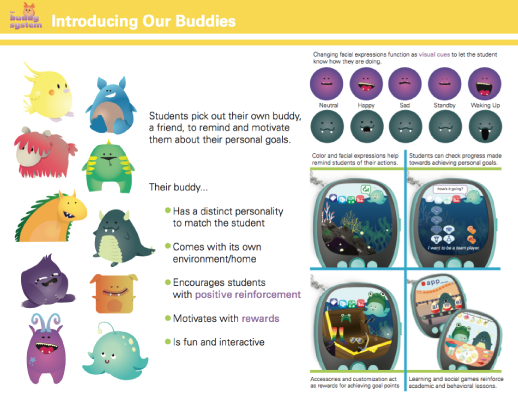 the
buddy
system
Introducing Our Buddies
Students pick out their own buddy,
a friend, to remind and motivate
them about their personal goals.
Their buddy...
Has a distinct personality
to match the student
Comes with its own
environment/home
Encourages students
with positive reinforcement
Motivates with rewards
Is fun and interactive
Changing facial expressions function as visual cues to let the student
know how they are doing.
Neutral Happy Sad Standby Waking Up
Color and facial expressions help
remind students of their actions.
Students can check progress made
towards achieving personal goals.
How's it going?
I want to be a team player
Accessories and customization act
as rewards for achieving goal points
app
Learning and social games reinforce
academic and behavioral lessons.